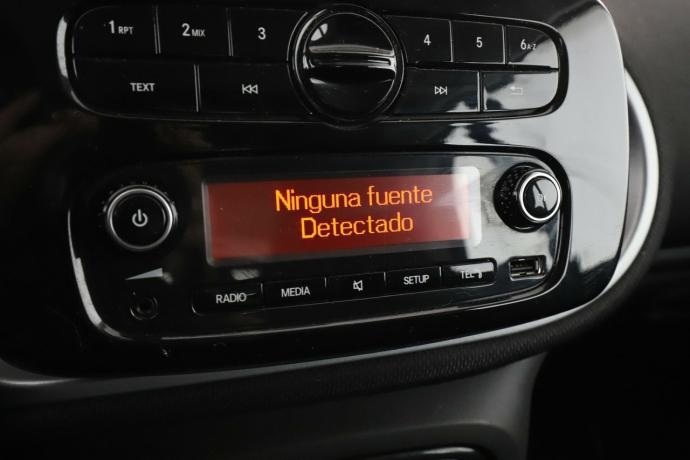 1 RPT 2 MIX 3 4 5 6 A-Z
TEXT
Ninguna fuente
Detectado
RADIO MEDIA SETUP TEL